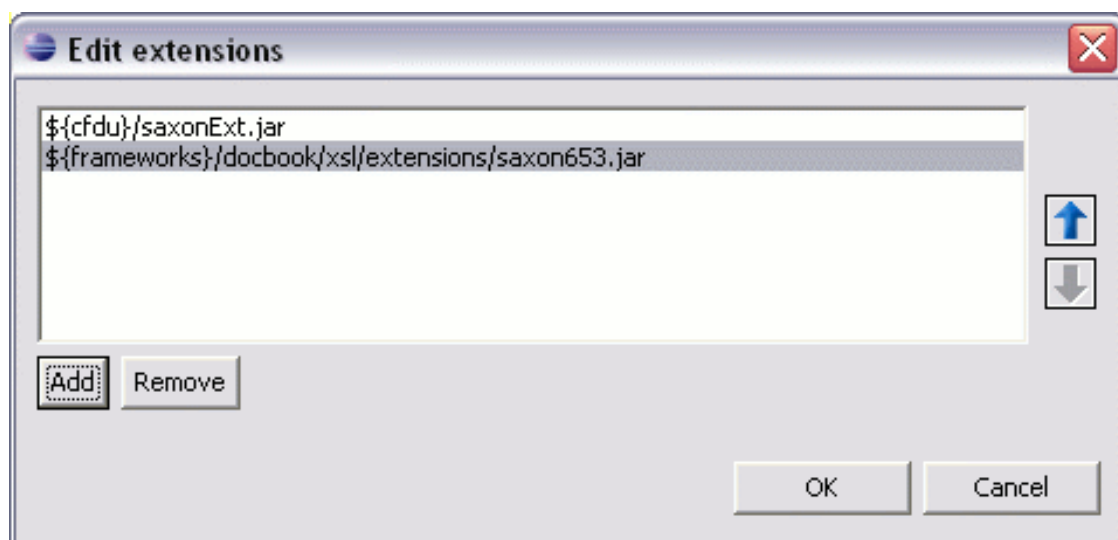 Edit extensions
${cfdu}/saxonExt.jar
${frameworks}/docbook/xsl/extensions/saxon653.jar
Add Remove
OK Cancel